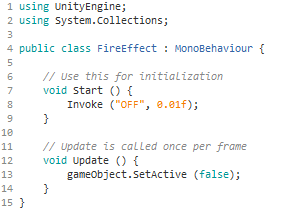 1 using UnityEngine;
2 using System.Collections;
3
4 public class FireEffect : MonoBehaviour {
5
6     // Use this for initialization
7     void Start () {
8         Invoke ("OFF", 0.01f);
9     }
10
11     // Update is called once per frame
12     void Update () {
13         gameObject.SetActive (false);
14     }
15 }